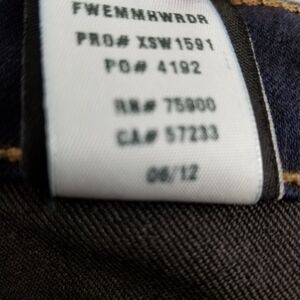 FWEMMHWRDR
PRO# XSW1591
PO# 4192
RN# 75900
CA# 57233
06/12